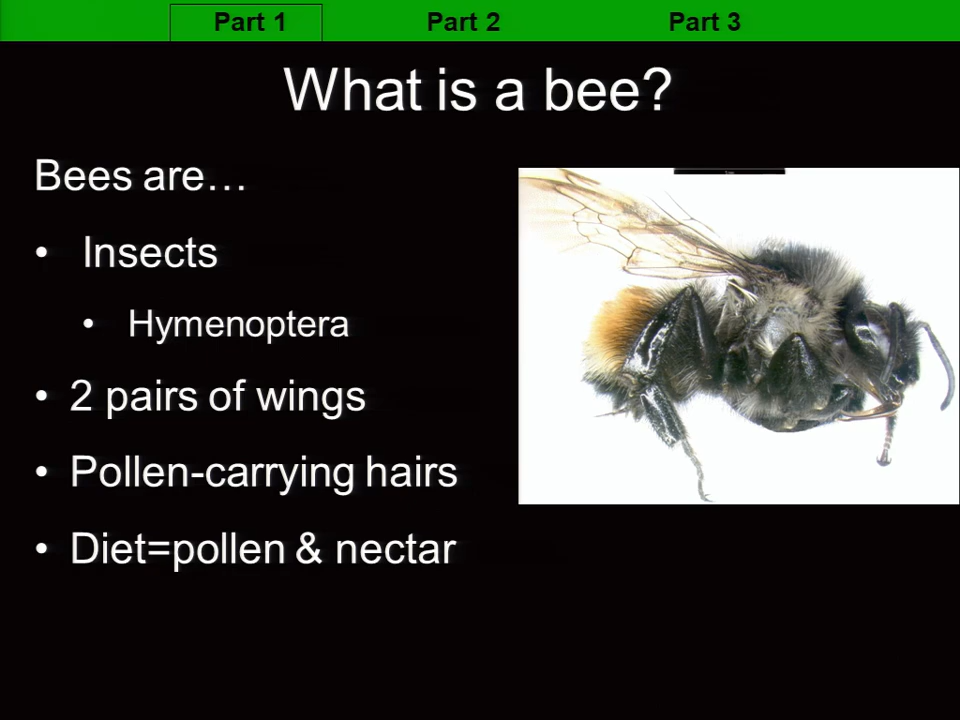 Part 1 Part 2 Part 3
What is a bee?
Bees are…
• Insects
• Hymenoptera
• 2 pairs of wings
• Pollen-carrying hairs
• Diet=pollen & nectar